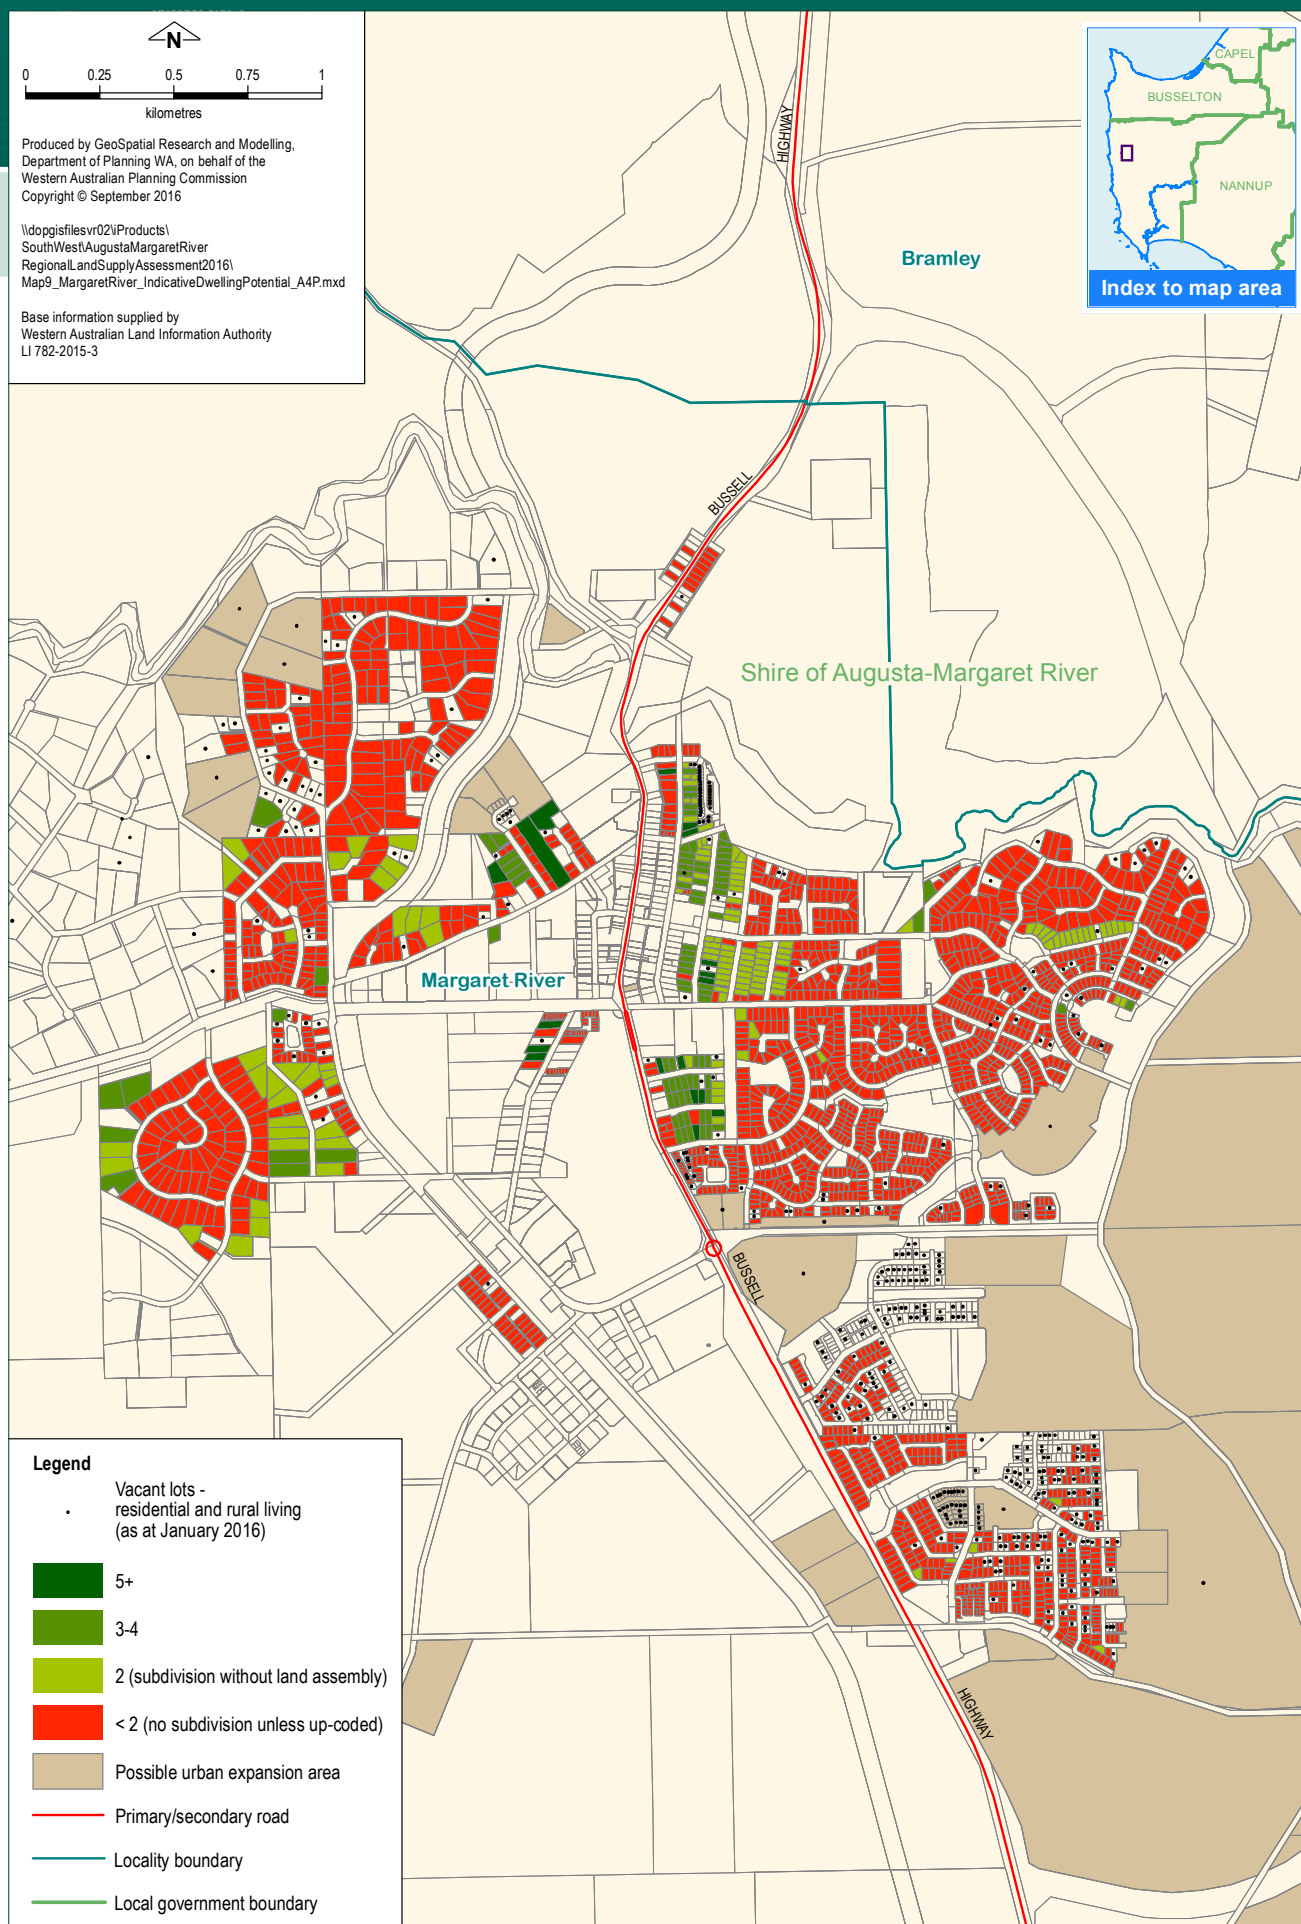 N
0 0.25 0.5 0.75 1
kilometres
Produced by GeoSpatial Research and Modelling,
Department of Planning WA, on behalf of the
Western Australian Planning Commission
Copyright © September 2016
\\dopgisfilesvr02\iProducts\
SouthWest\AugustaMargaretRiver
RegionalLandSupplyAssessment2016\
Map9_MargaretRiver_IndicativeDwellingPotential_A4P.mxd
Base information supplied by
Western Australian Land Information Authority
LI 782-2015-3
CAPEL
BUSSELTON
NANNUP
Index to map area
HIGHWAY
Bramley
BUSSELL
Shire of Augusta-Margaret River
Margaret River
BUSSELL
HIGHWAY
Legend
Vacant lots -
residential and rural living
(as at January 2016)
5+
3-4
2 (subdivision without land assembly)
< 2 (no subdivision unless up-coded)
Possible urban expansion area
Primary/secondary road
Locality boundary
Local government boundary